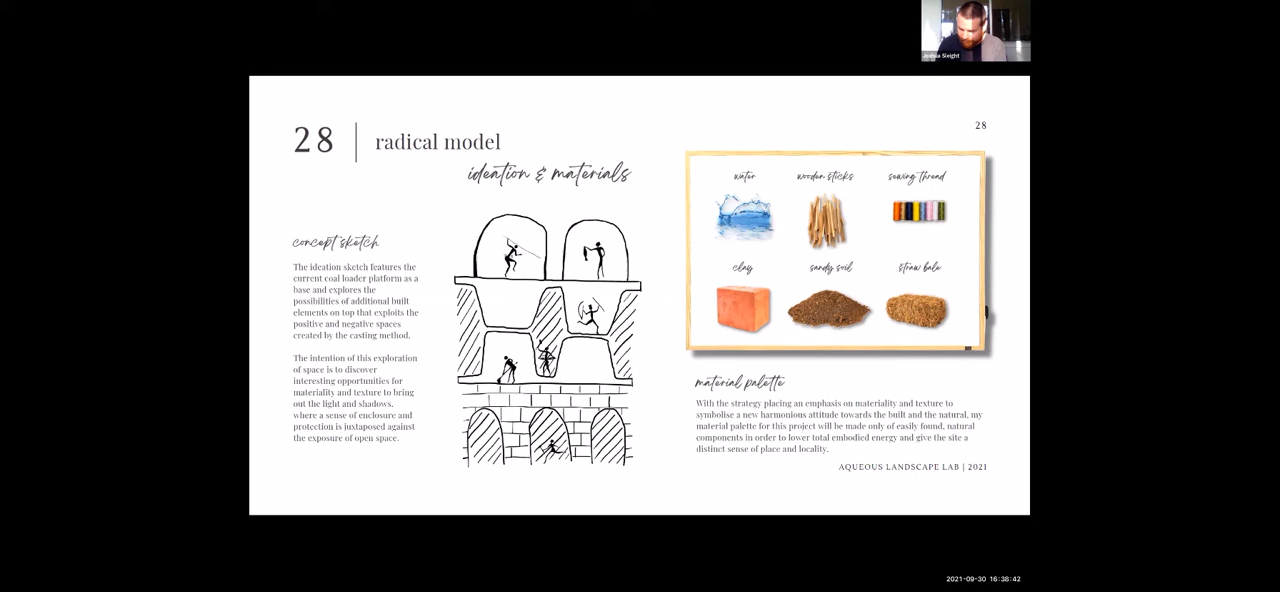 Joshua Sleight
28
radical model
ideation & materials
28
concept sketch
The ideation sketch features the
current coal loader platform as a
base and explores the
possibilities of additional built
elements on top that exploits the
positive and negative spaces
created by the casting method.
The intention of this exploration
of space is to discover
interesting opportunities for
materiality and texture to bring
out the light and shadows,
where a sense of enclosure and
protection is juxtaposed against
the exposure of open space.
water
wooden sticks
sewing thread
clay
sandy soil
straw bale
material palette
With the strategy placing an emphasis on materiality and texture to
symbolise a new harmonious attitude towards the built and the natural, my
material palette for this project will be made only of easily found, natural
components in order to lower total embodied energy and give the site a
distinct sense of place and locality.
AQUEOUS LANDSCAPE LAB | 2021
2021-09-30 16:38:42